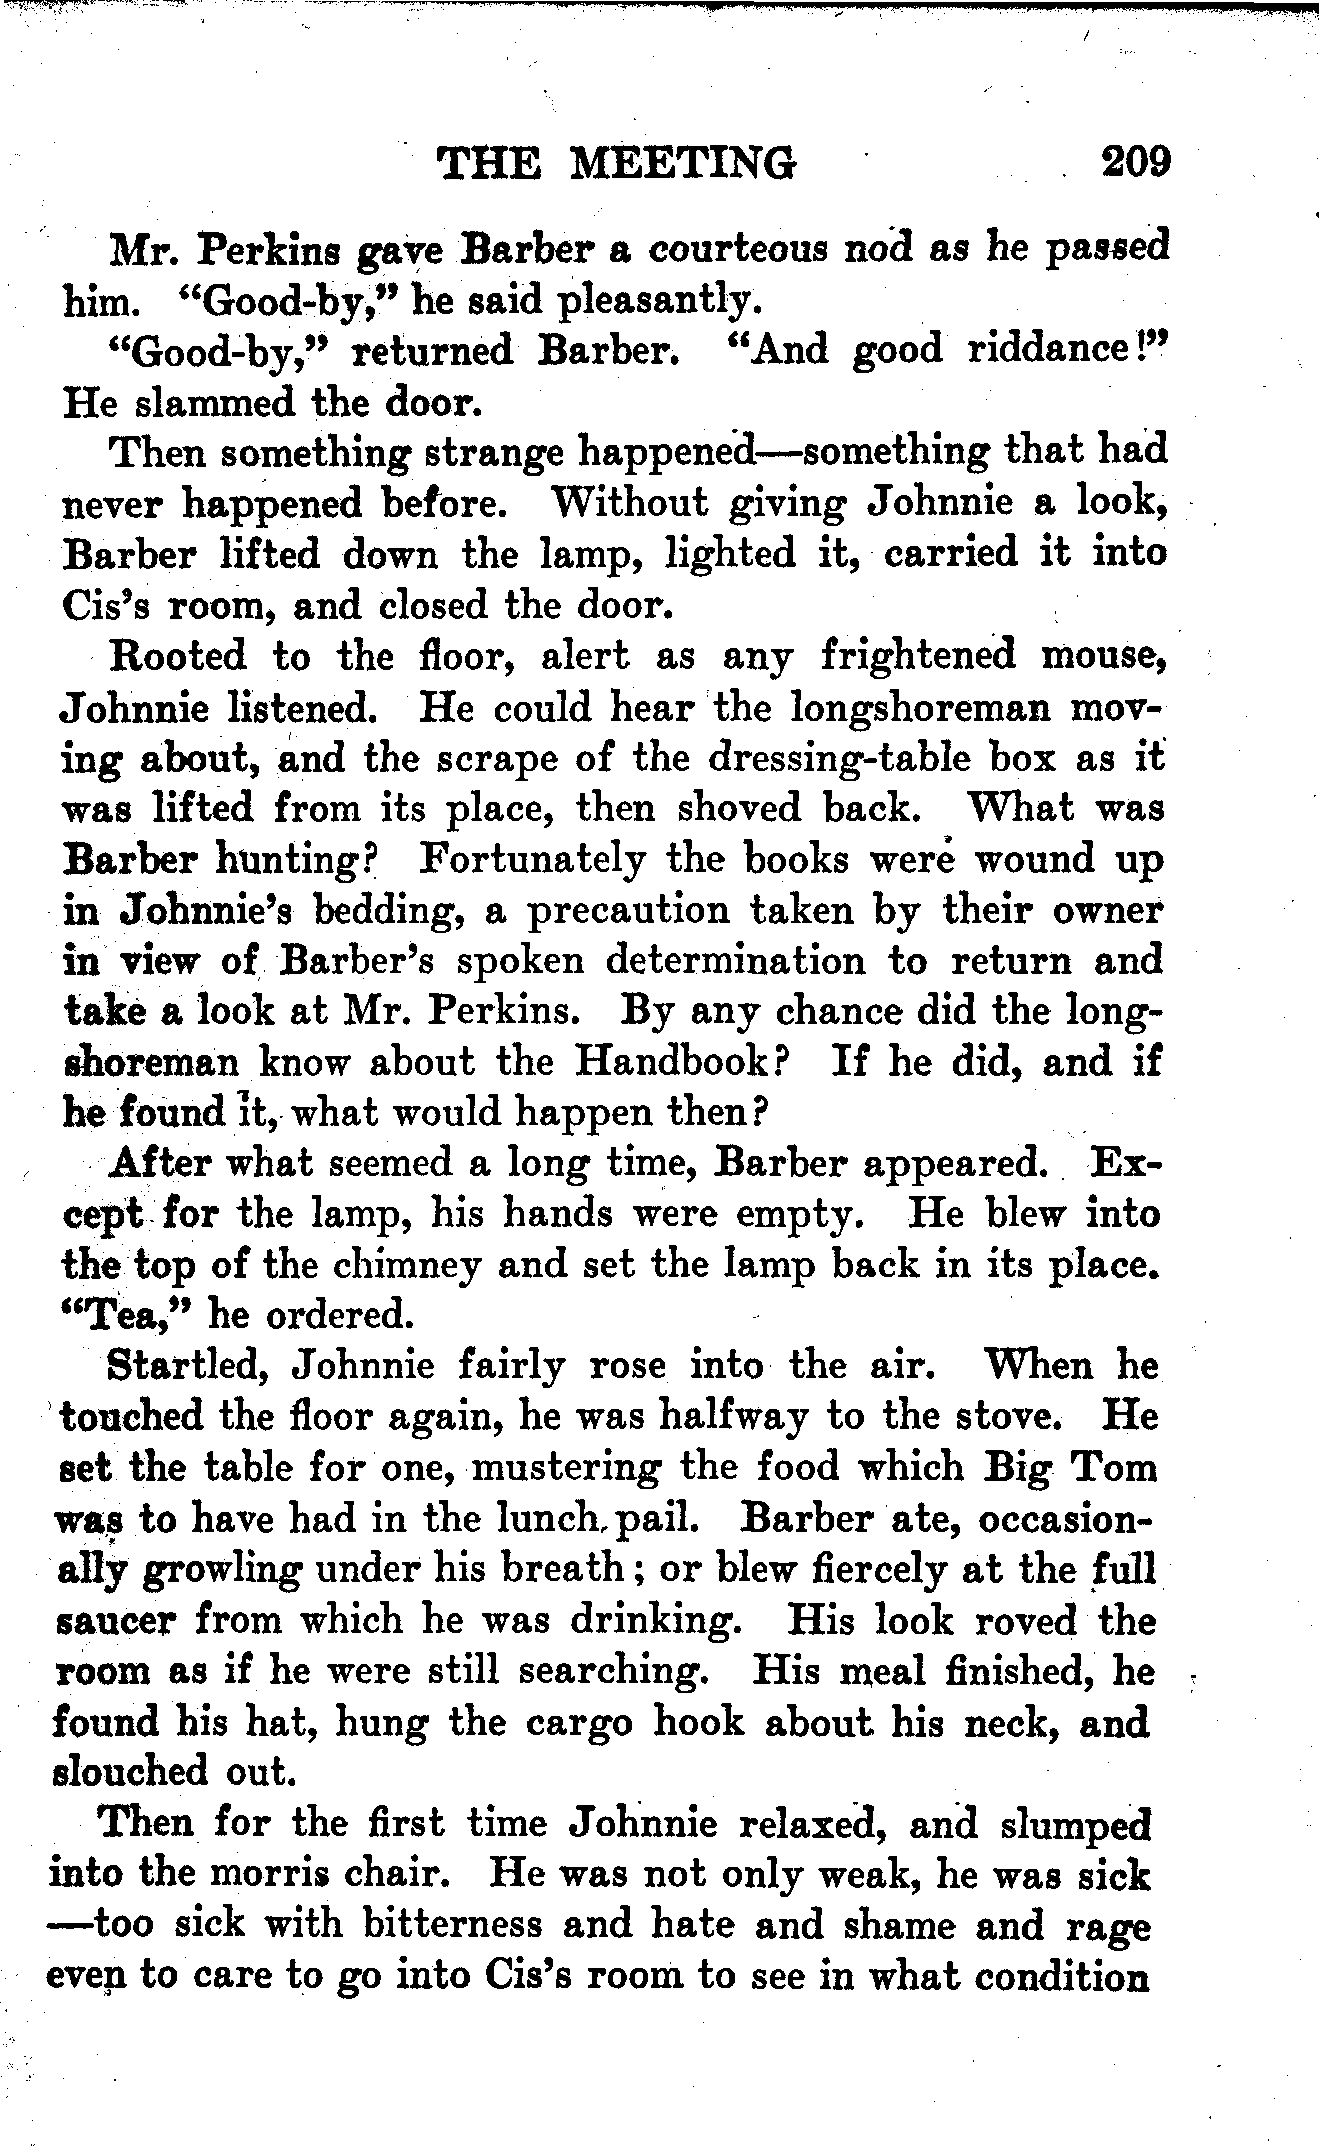 THE MEETING 209
Mr. Perkins gave Barber a courteous nod as he passed
him. “Good-by,” he said pleasantly.
“Good-by,” returned Barber. “And good riddance!”
He slammed the door.
Then something strange happened—something that had
never happened before. Without giving Johnnie a look,
Barber lifted down the lamp, lighted it, carried it into
Cis’s room, and closed the door.
Rooted to the floor, alert as any frightened mouse,
Johnnie listened. He could hear the longshoreman mov-
ing about, and the scrape of the dressing-table box as it
was lifted from its place, then shoved back. What was
Barber hunting? Fortunately the books were wound up
in Johnnie’s bedding, a precaution taken by their owner
in view of Barber’s spoken determination to return and
take a look at Mr. Perkins. By any chance did the long-
shoreman know about the Handbook? If he did, and if
he found it, what would happen then?
After what seemed a long time, Barber appeared. Ex-
cept for the lamp, his hands were empty. He blew into
the top of the chimney and set the lamp back in its place.
“Tea,” he ordered.
Startled, Johnnie fairly rose into the air. When he
touched the floor again, he was halfway to the stove. He
set the table for one, mustering the food which Big Tom
was to have had in the lunch pail. Barber ate, occasion-
ally growling under his breath; or blew fiercely at the full
saucer from which he was drinking. His look roved the
room as if he were still searching. His meal finished, he
found his hat, hung the cargo hook about his neck, and
slouched out.
Then for the first time Johnnie relaxed, and slumped
into the morris chair. He was not only weak, he was sick
—too sick with bitterness and hate and shame and rage
even to care to go into Cis’s room to see in what condition